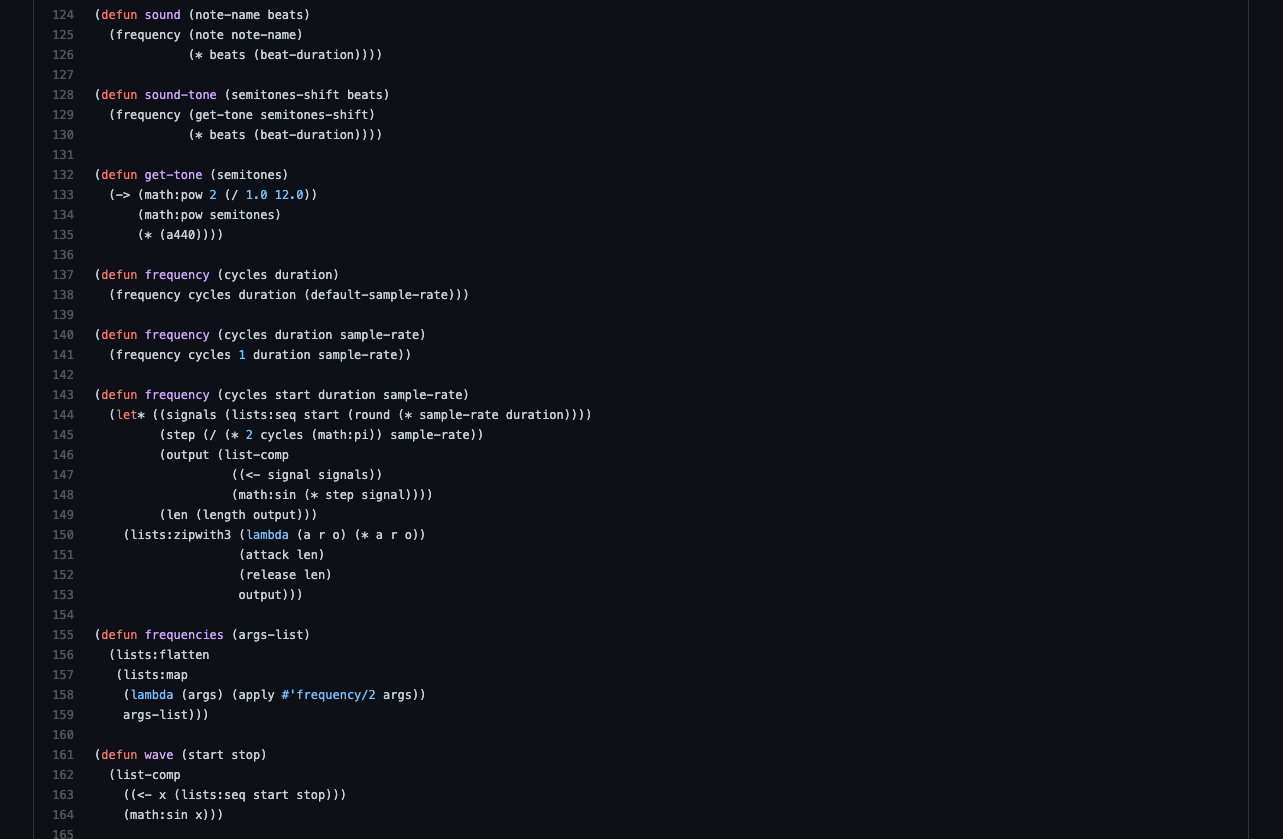 124 (defun sound (note-name beats)
125   (frequency (note note-name)
126              (* beats (beat-duration))))
127
128 (defun sound-tone (semitones-shift beats)
129   (frequency (get-tone semitones-shift)
130              (* beats (beat-duration))))
131
132 (defun get-tone (semitones)
133   (-> (math:pow 2 (/ 1.0 12.0))
134       (math:pow semitones)
135       (* (a440))))
136
137 (defun frequency (cycles duration)
138   (frequency cycles duration (default-sample-rate)))
139
140 (defun frequency (cycles duration sample-rate)
141   (frequency cycles 1 duration sample-rate))
142
143 (defun frequency (cycles start duration sample-rate)
144   (let* ((signals (lists:seq start (round (* sample-rate duration))))
145          (step (/ (* 2 cycles (math:pi)) sample-rate))
146          (output (list-comp
147                    ((<- signal signals))
148                    (math:sin (* step signal))))
149          (len (length output)))
150     (lists:zipwith3 (lambda (a r o) (* a r o))
151                     (attack len)
152                     (release len)
153                     output)))
154
155 (defun frequencies (args-list)
156   (lists:flatten
157    (lists:map
158     (lambda (args) (apply #'frequency/2 args))
159     args-list)))
160
161 (defun wave (start stop)
162   (list-comp
163     ((<- x (lists:seq start stop)))
164     (math:sin x)))
165